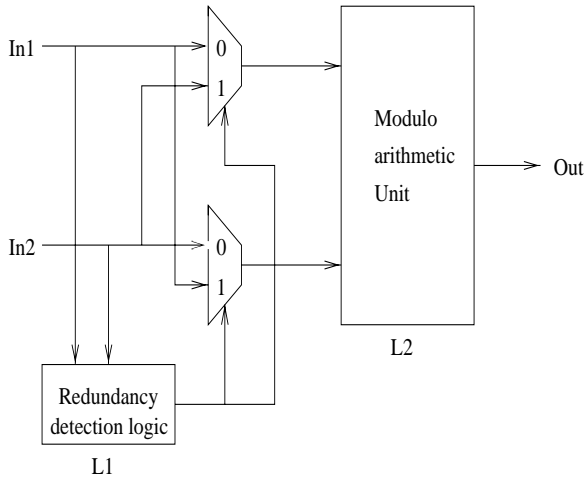 In1
0
1
Modulo
arithmetic
Unit
Out
In2
0
1
L2
Redundancy
detection logic
L1